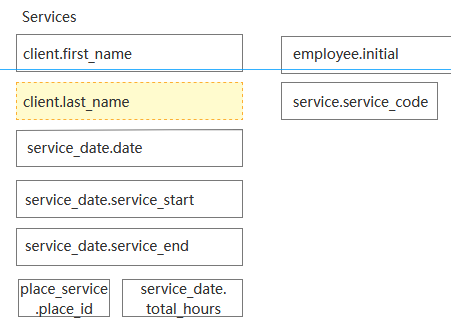 Services
client.first_name
employee.initial
client.last_name
service.service_code
service_date.date
service_date.service_start
service_date.service_end
place_service
.place_id
service_date.
total_hours